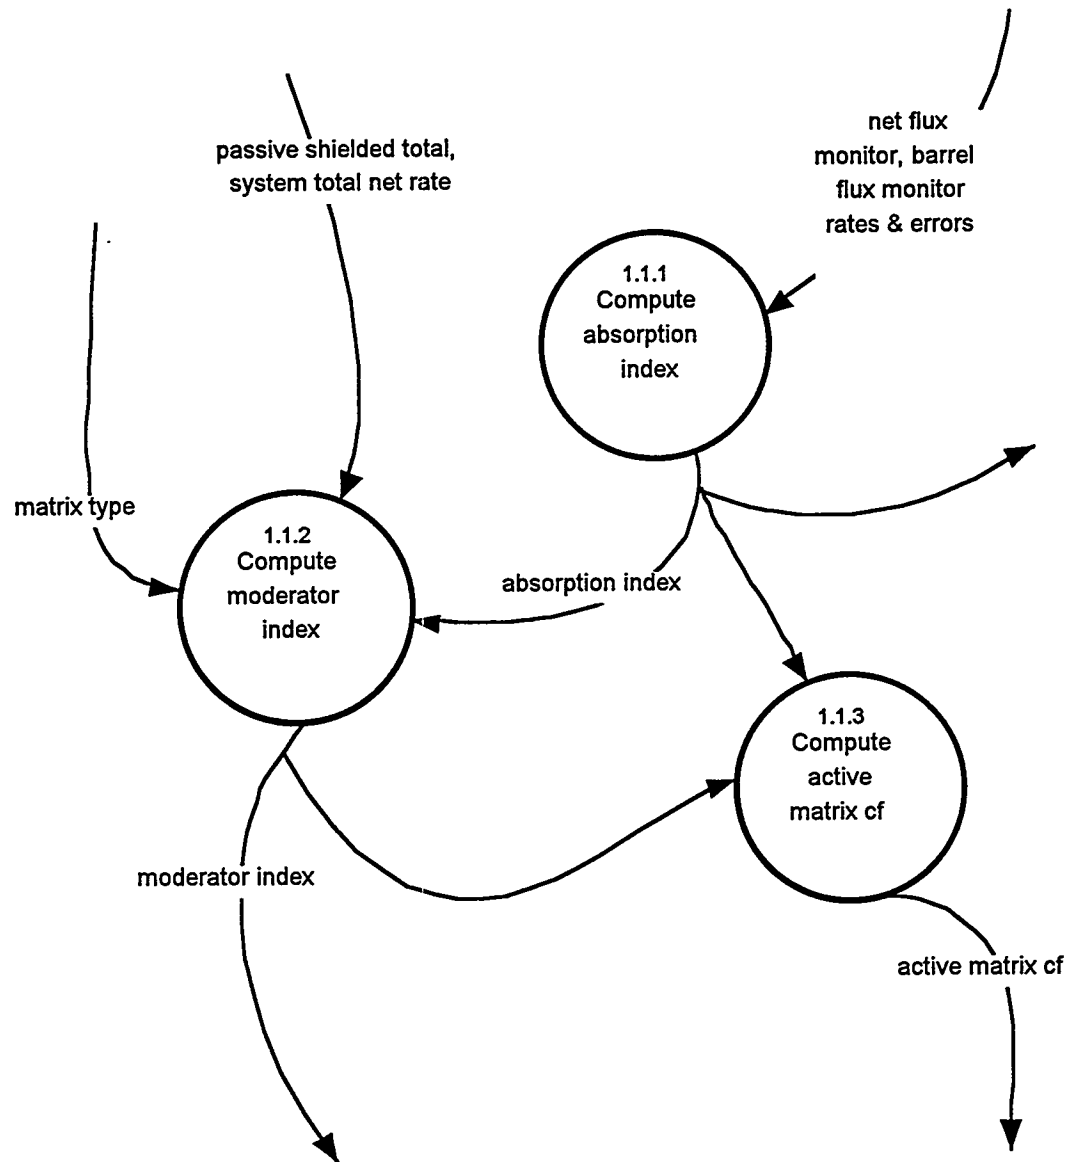 passive shielded total,
system total net rate
net flux
monitor, barrel
flux monitor
rates & errors
1.1.1
Compute
absorption
index
matrix type
1.1.2
Compute
moderator
index
absorption index
1.1.3
Compute
active
matrix cf
moderator index
active matrix cf